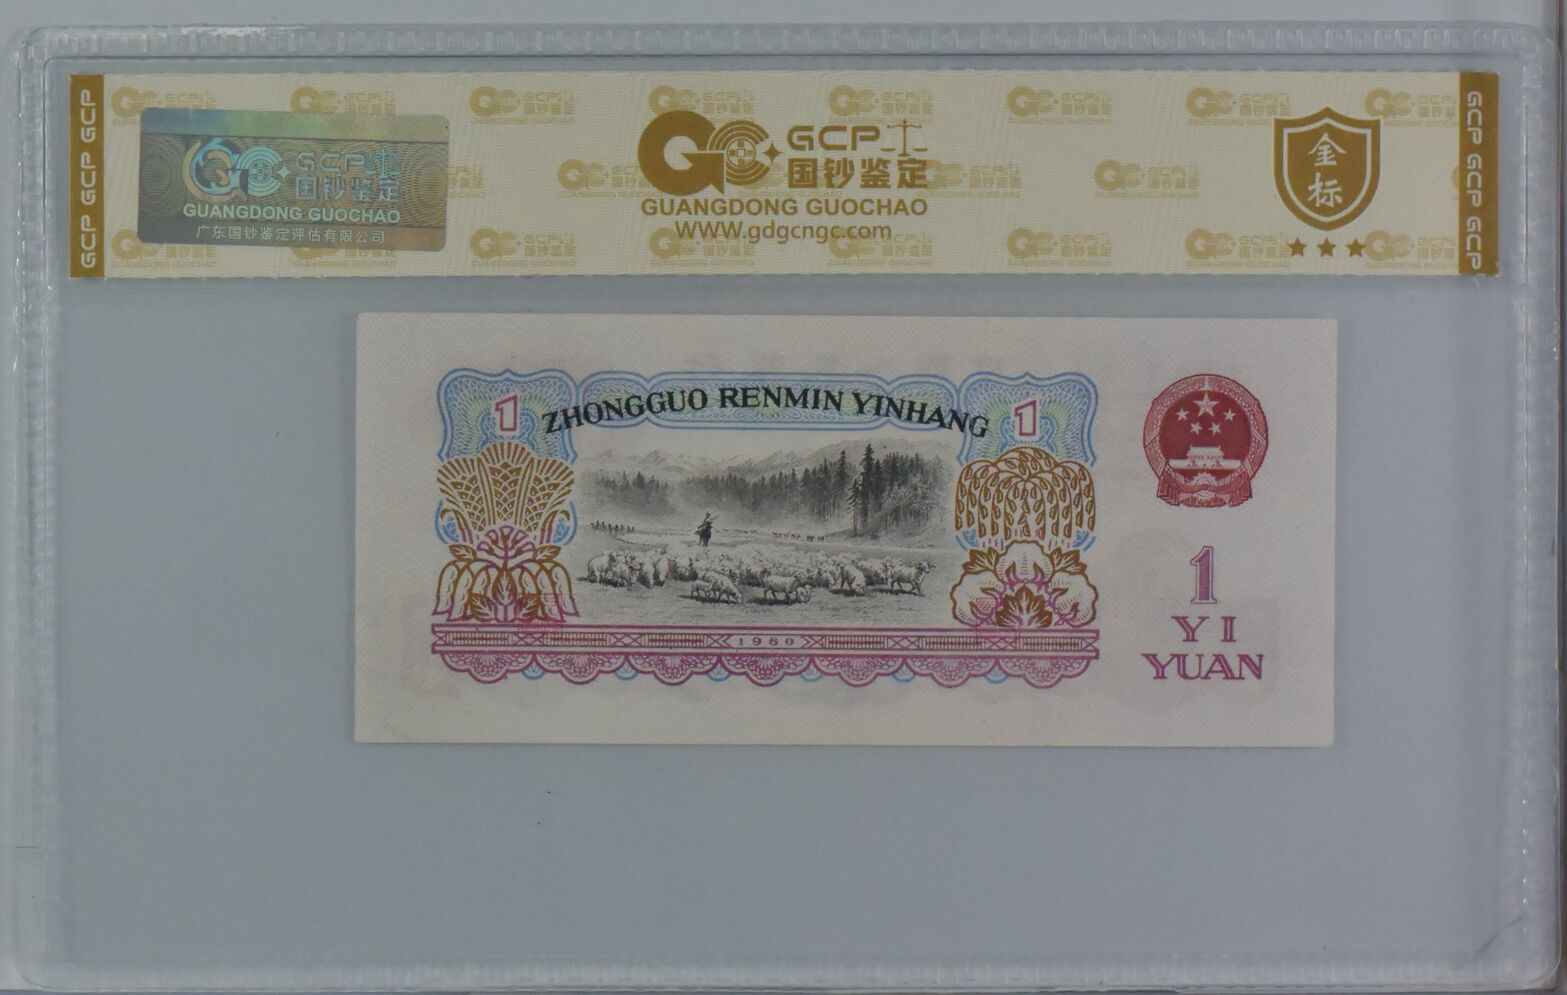 GCP GCP GCP
GCP
国钞鉴定
GUANGDONG GUOCHAO
广东国钞鉴定评估有限公司
GCP
国钞鉴定
GUANGDONG GUOCHAO
WWW.gdgcngc.com
金标
GCP GCP GCP
ZHONGGUO RENMIN YINHANG
1
1
1960
1
YI
YUAN